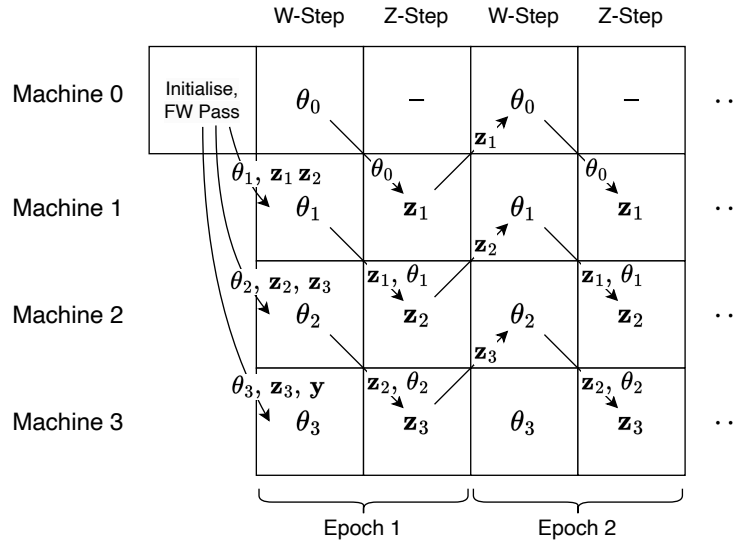 W-Step Z-Step W-Step Z-Step
Machine 0 Initialise, θ₀ – θ₀ – ..
FW Pass
z₁
θ₁, z₁ z₂ θ₀ θ₀
Machine 1 θ₁ z₁ θ₁ z₁ ..
z₂
θ₂, z₂, z₃ z₁, θ₁ z₁, θ₁
Machine 2 θ₂ z₂ θ₂ z₂ ..
z₃
θ₃, z₃, y z₂, θ₂ z₂, θ₂
Machine 3 θ₃ z₃ θ₃ z₃ ..
Epoch 1 Epoch 2